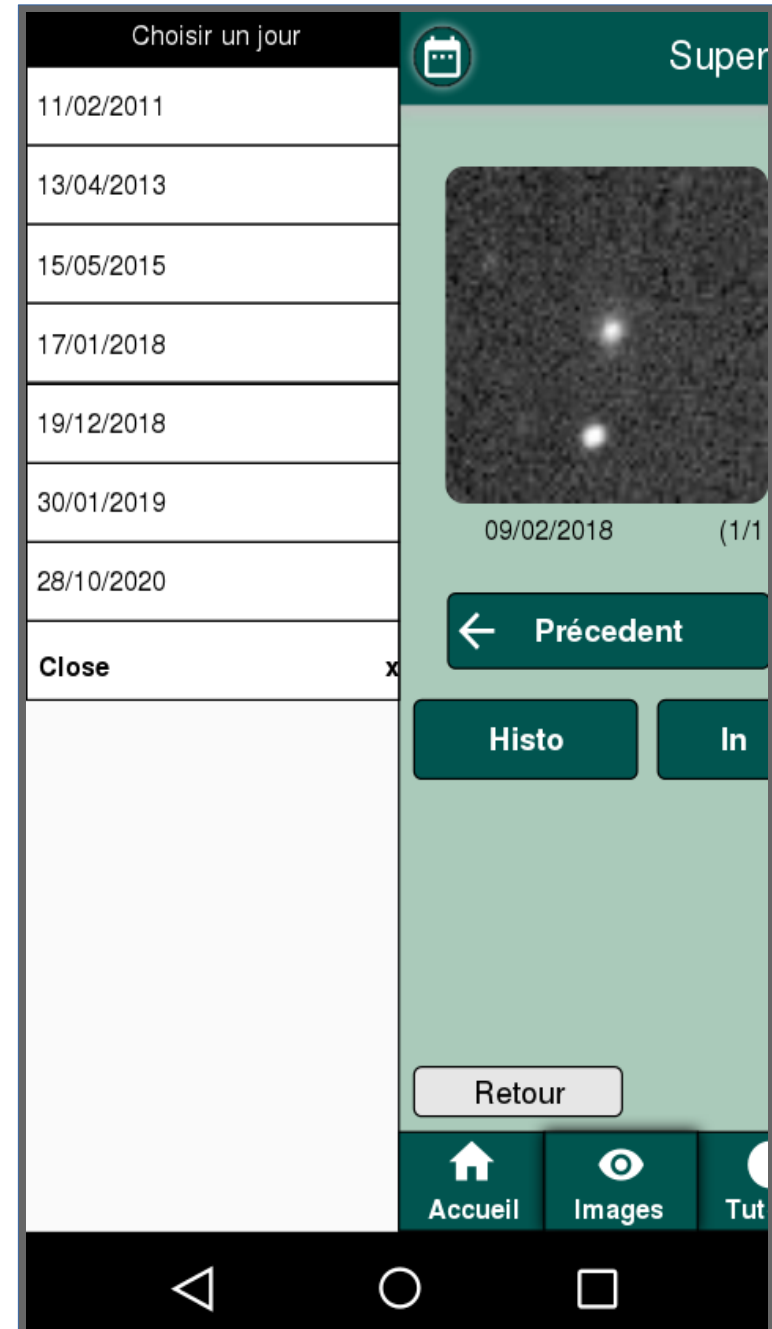 Choisir un jour
11/02/2011
13/04/2013
15/05/2015
17/01/2018
19/12/2018
30/01/2019
28/10/2020
Close x
Super
09/02/2018 (1/1
Précedent
Histo In
Retour
Accueil Images Tut